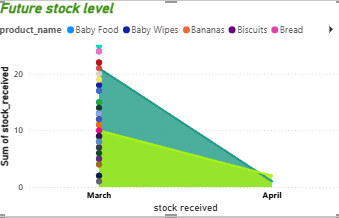 Future stock level
product_name Baby Food Baby Wipes Bananas Biscuits Bread
Sum of stock_received
20
10
0
March April
stock received